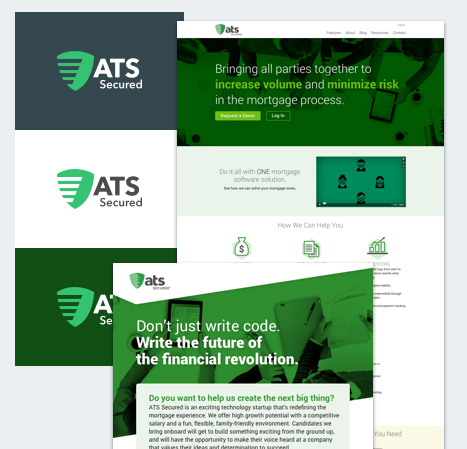 ATS
Secured
ATS
Secured
ATS
Se
ats
SECURED
Log In
Features About Blog Resources Contact
Bringing all parties together to
increase volume and minimize risk
in the mortgage process.
Request a Demo Log In
Do it all with ONE mortgage
software solution.
See how we can solve your mortgage woes.
How We Can Help You
$
ats
SECURED
Don't just write code.
Write the future of
the financial revolution.
Do you want to help us create the next big thing?
ATS Secured is an exciting technology startup that's redefining the
mortgage experience. We offer high growth potential with a competitive
salary and a fun, flexible, family-friendly environment. Candidates we
bring onboard will get to build something exciting from the ground up,
and will have the opportunity to make their voice heard at a company
that values their ideas and determination to succeed.
You Need